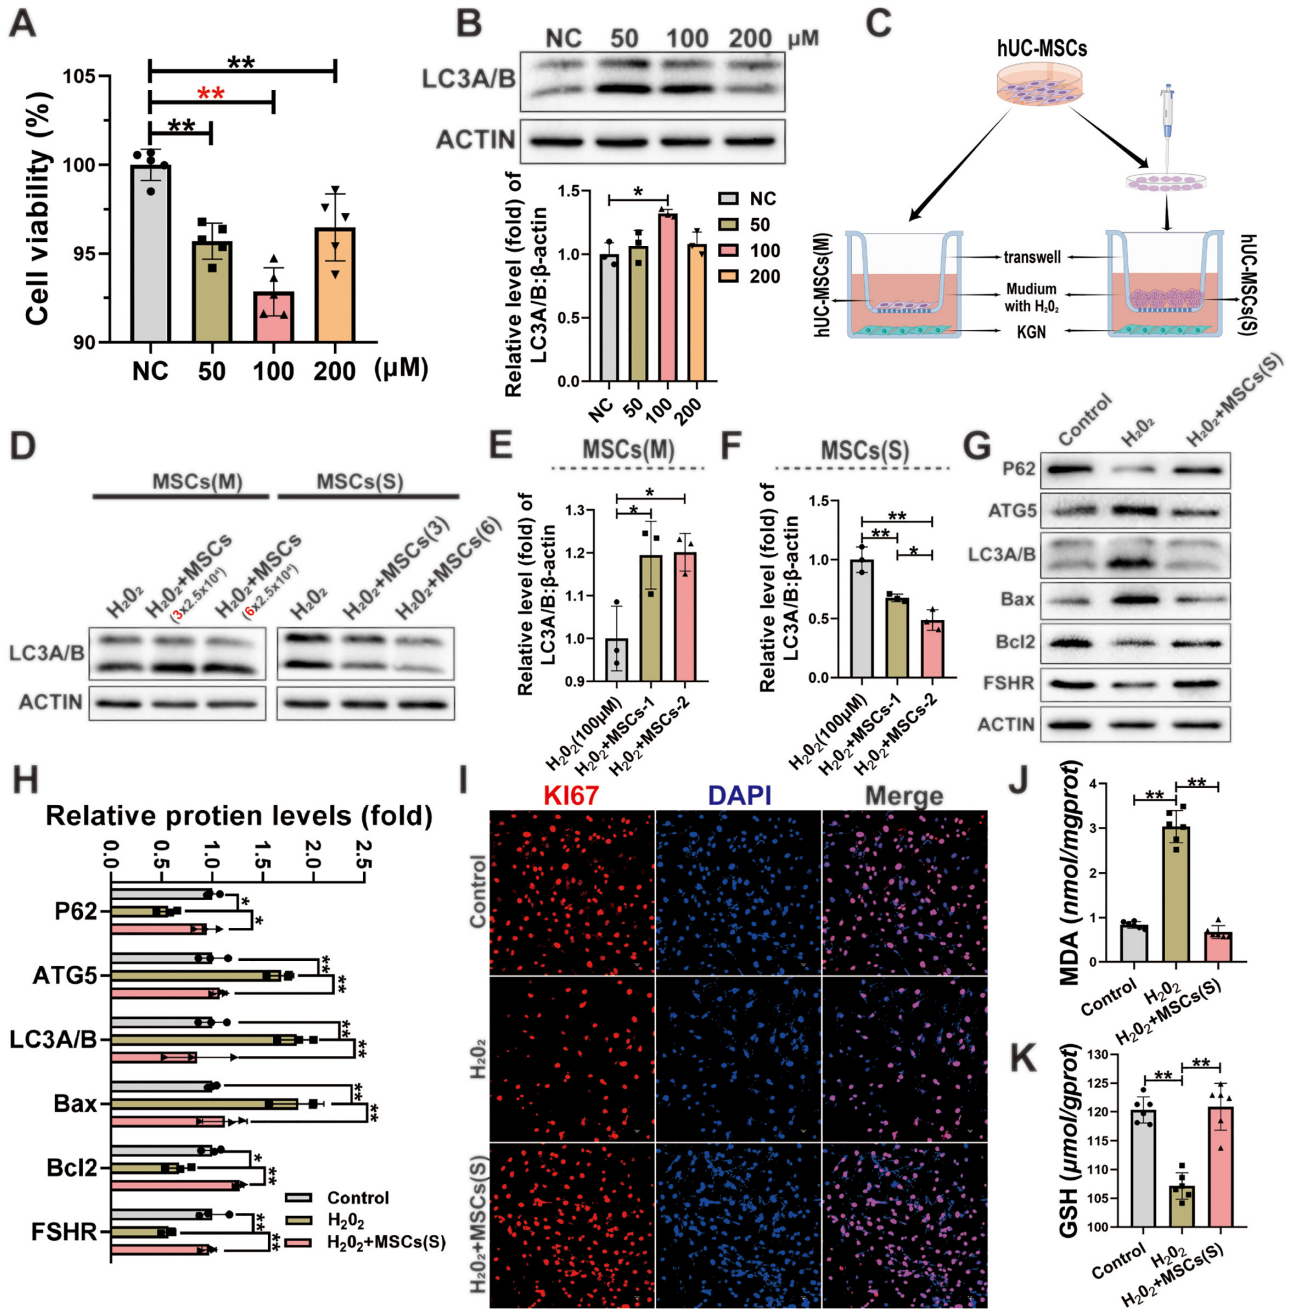 A
Cell viability (%)
105
100
95
90
NC 50 100 200 (μM)
**
**
**
B
NC 50 100 200 μM
LC3A/B
ACTIN
Relative level (fold) of
LC3A/B:β-actin
1.5
1.0
0.5
0.0
*
NC 50 100 200
NC
50
100
200
C
hUC-MSCs
hUC-MSCs(M)
hUC-MSCs(S)
transwell
Mudium
with H₂O₂
KGN
D
MSCs(M) MSCs(S)
H₂O₂
H₂O₂+MSCs
(3x2.5x10⁴)
H₂O₂+MSCs
(6x2.5x10⁴)
H₂O₂
H₂O₂+MSCs(3)
H₂O₂+MSCs(6)
LC3A/B
ACTIN
E
MSCs(M)
Relative level (fold) of
LC3A/B:β-actin
1.3
1.2
1.1
1.0
0.9
*
*
H₂O₂(100μM)
H₂O₂+MSCs-1
H₂O₂+MSCs-2
F
MSCs(S)
Relative level (fold) of
LC3A/B:β-actin
1.5
1.0
0.5
0.0
**
**
*
H₂O₂(100μM)
H₂O₂+MSCs-1
H₂O₂+MSCs-2
G
Control
H₂O₂
H₂O₂+MSCs(S)
P62
ATG5
LC3A/B
Bax
Bcl2
FSHR
ACTIN
H
Relative protien levels (fold)
0.0 0.5 1.0 1.5 2.0 2.5
P62
*
*
ATG5
**
**
LC3A/B
**
**
Bax
**
**
Bcl2
*
**
FSHR
**
**
Control
H₂O₂
H₂O₂+MSCs(S)
I
KI67 DAPI Merge
Control
H₂O₂
H₂O₂+MSCs(S)
J
MDA (nmol/mgprot)
4
3
2
1
0
** **
Control
H₂O₂
H₂O₂+MSCs(S)
K
GSH (μmol/gprot)
130
125
120
115
110
105
100
** **
Control
H₂O₂
H₂O₂+MSCs(S)